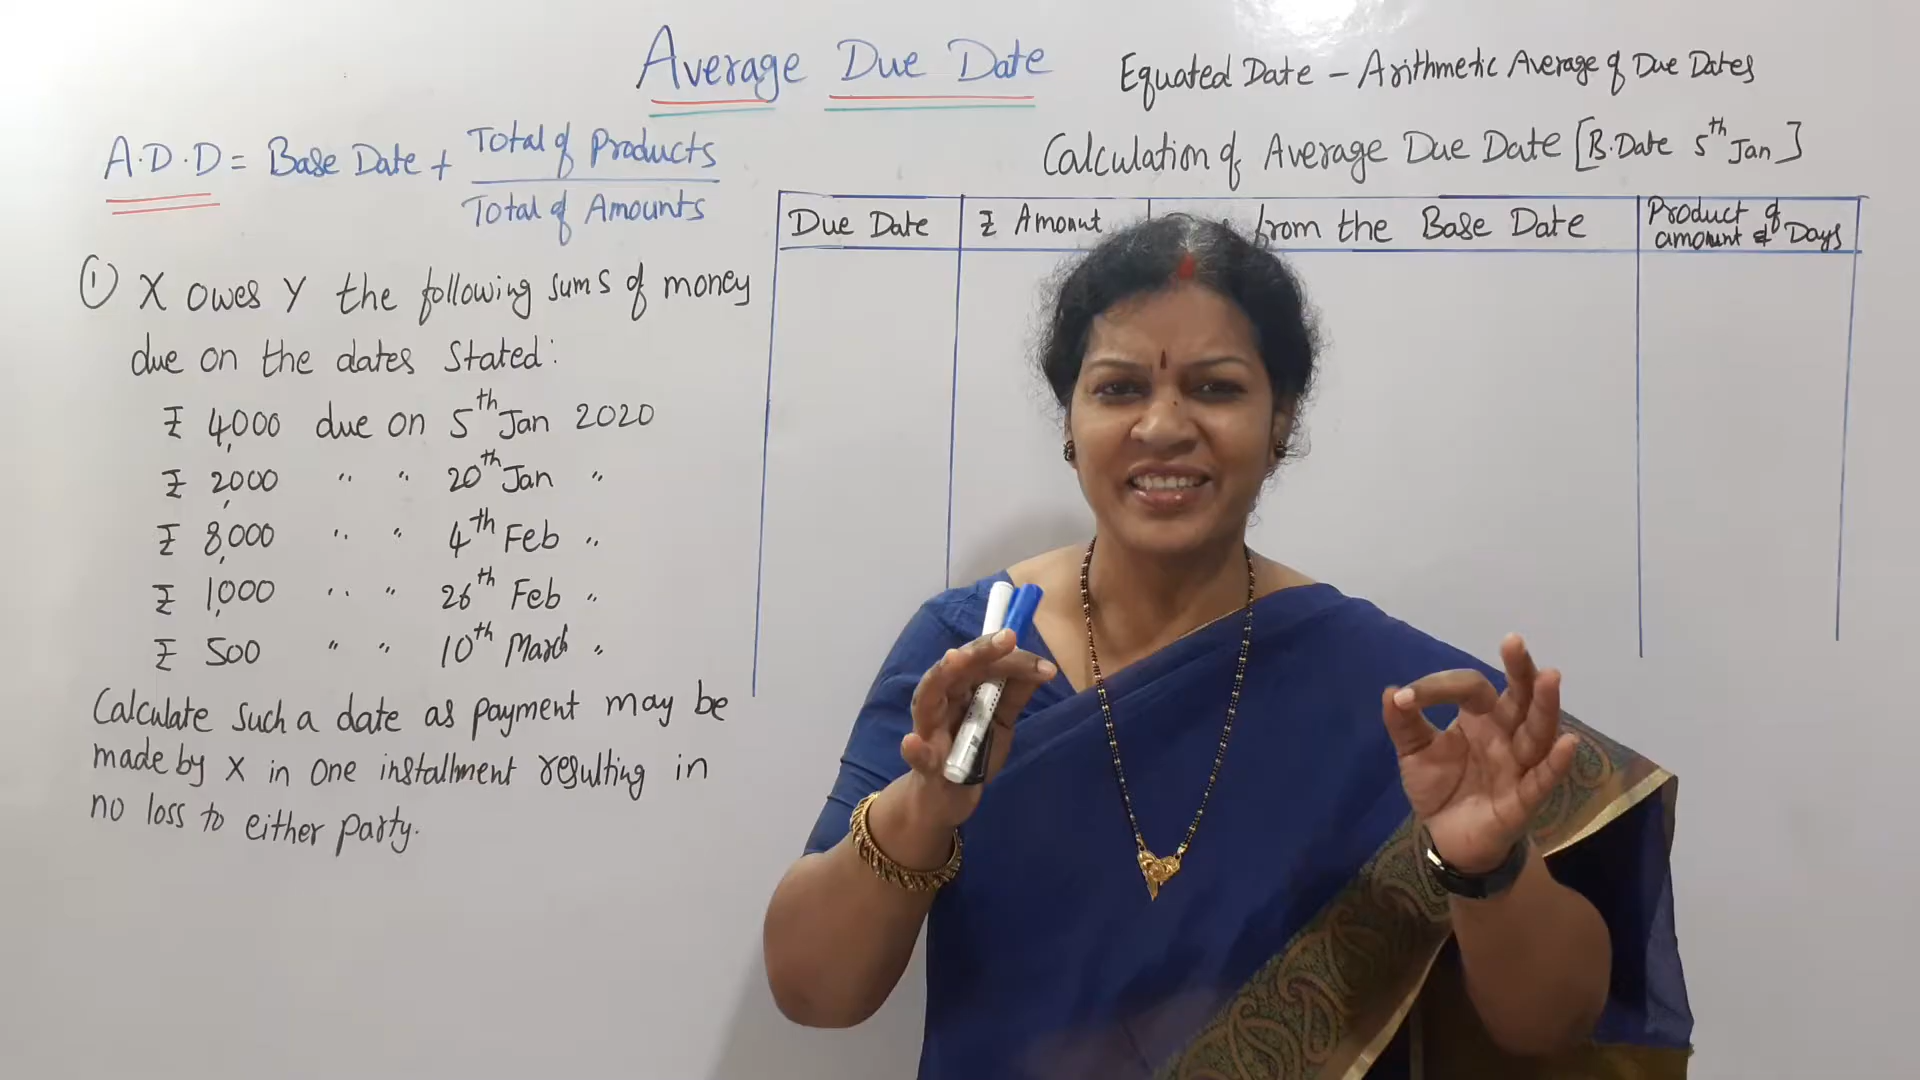 Average Due Date
Equated Date - Arithmetic Average of Due Dates
A.D.D = Base Date + Total of Products
Total of Amounts
① X owes Y the following sums of money
due on the dates stated:
₹ 4,000 due on 5th Jan 2020
₹ 2,000 " " 20th Jan "
₹ 8,000 " " 4th Feb "
₹ 1,000 " " 26th Feb "
₹ 500 " " 10th March "
Calculate such a date as payment may be
made by X in one installment resulting in
no loss to either party.
Calculation of Average Due Date [B.Date 5th Jan]
Due Date
₹ Amount
from the Base Date
Product of
amount & Days